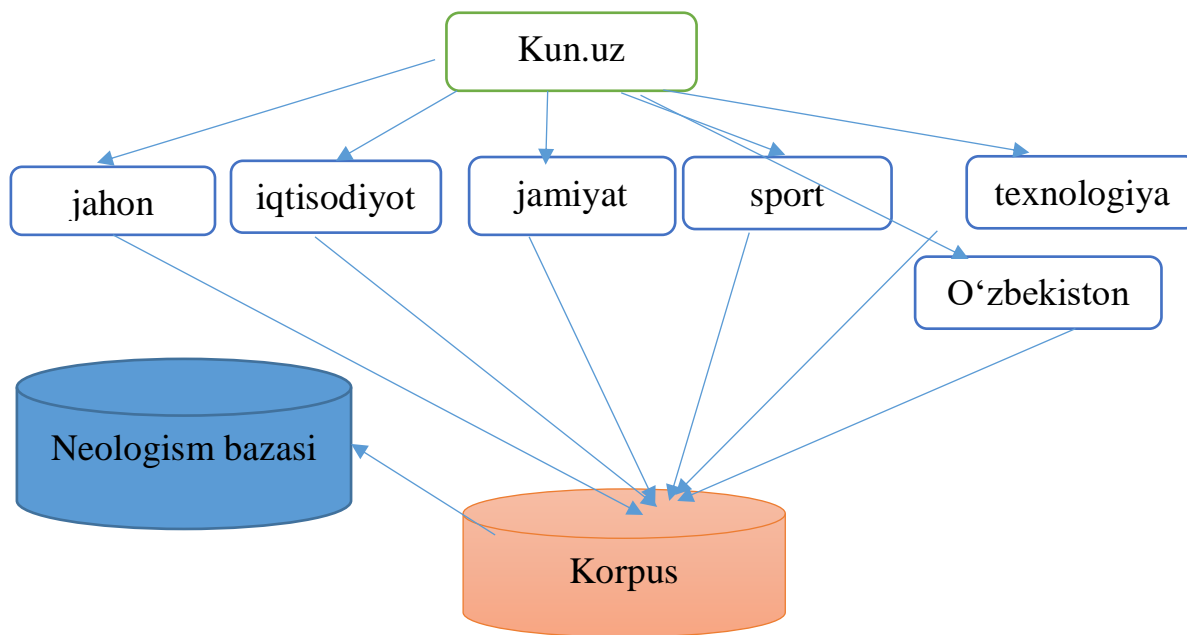 Kun.uz
jahon
iqtisodiyot
jamiyat
sport
texnologiya
O‘zbekiston
Neologism bazasi
Korpus